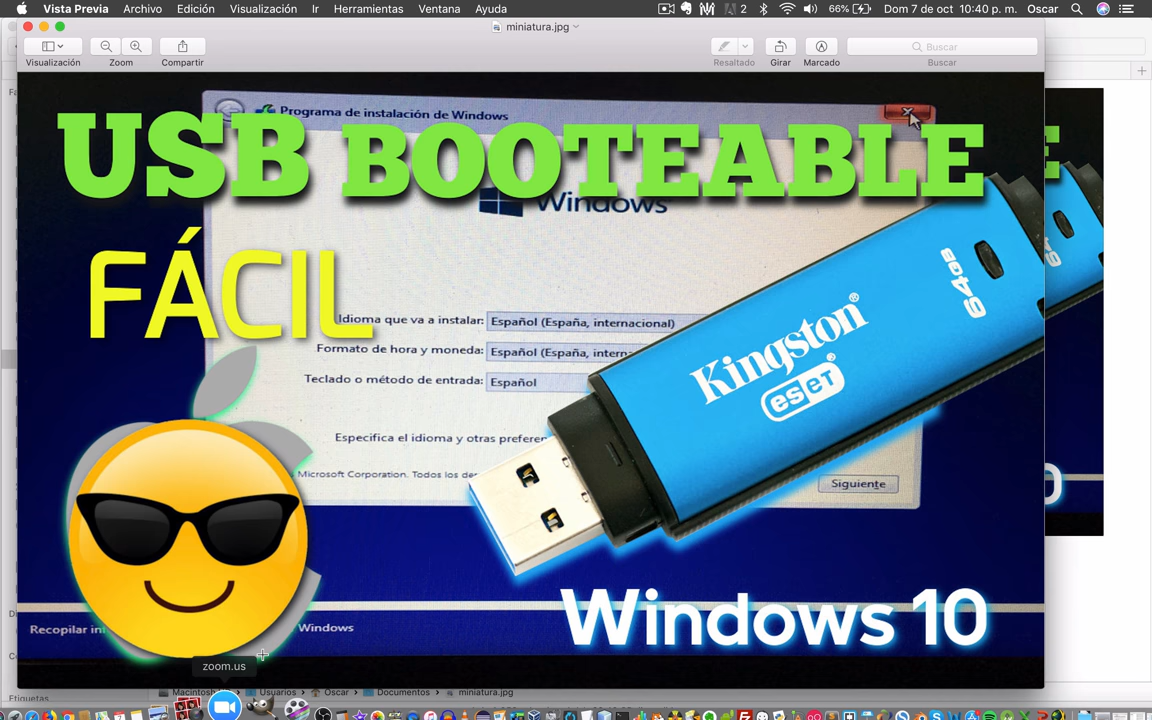 Vista Previa Archivo Edición Visualización Ir Herramientas Ventana Ayuda 2 66% Dom 7 de oct 10:40 p. m. Oscar
miniatura.jpg
Buscar
Visualización Zoom Compartir Resaltado Girar Marcado Buscar
Programa de instalación de Windows
USB BOOTEABLE
E
Windows
FÁCIL
64GB
Idioma que va a instalar: Español (España, internacional)
Formato de hora y moneda: Español (España,
Teclado o método de entrada: Español
Kingston®
eset®
Especifica el idioma y otras
Microsoft Corporation. Todos los
Siguiente
Windows 10
0
Recopilar Windows
zoom.us
Macintosh Usuarios Oscar Documentos miniatura.jpg
Etiquetas